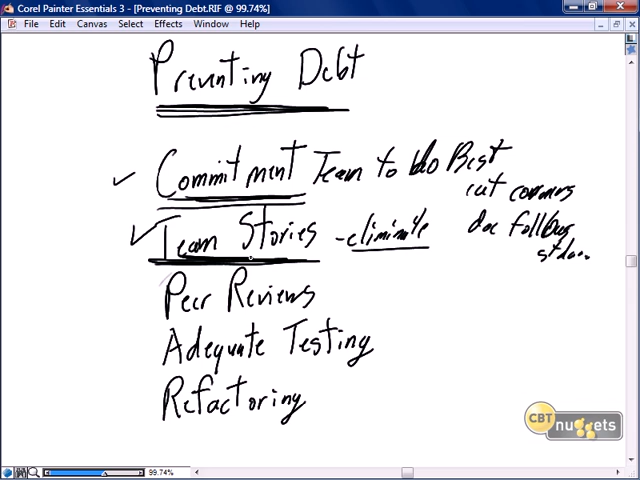 Corel Painter Essentials 3 - [Preventing Debt.RIF @ 99.74%]
File Edit Canvas Select Effects Window Help
Preventing Debt
Commitment Team to do Best
cut corners
Team Stories - eliminate
doc follow
Peer Reviews
Adequate Testing
Refactoring
CBT nuggets
99.74%